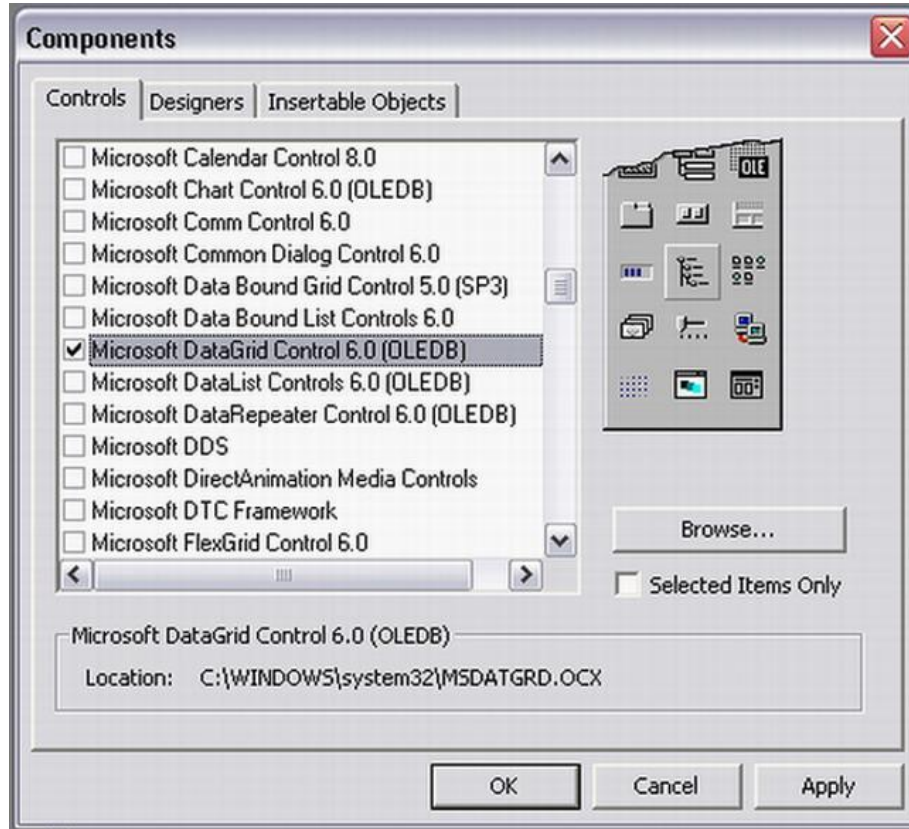 Components
Controls Designers Insertable Objects
Microsoft Calendar Control 8.0
Microsoft Chart Control 6.0 (OLEDB)
Microsoft Comm Control 6.0
Microsoft Common Dialog Control 6.0
Microsoft Data Bound Grid Control 5.0 (SP3)
Microsoft Data Bound List Controls 6.0
Microsoft DataGrid Control 6.0 (OLEDB)
Microsoft DataList Controls 6.0 (OLEDB)
Microsoft DataRepeater Control 6.0 (OLEDB)
Microsoft DDS
Microsoft DirectAnimation Media Controls
Microsoft DTC Framework
Microsoft FlexGrid Control 6.0
OLE
Browse...
Selected Items Only
Microsoft DataGrid Control 6.0 (OLEDB)
Location: C:\WINDOWS\system32\MSDATGRD.OCX
OK Cancel Apply